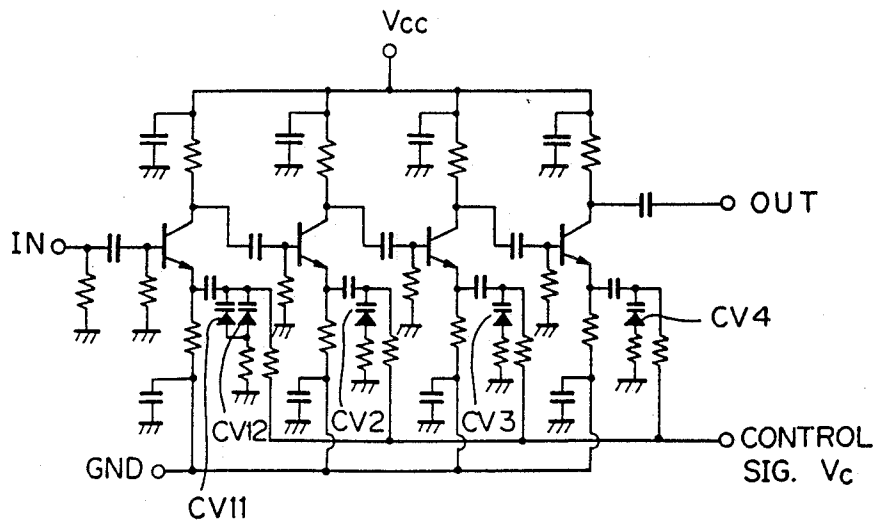 Vcc
IN
OUT
CV4
CV12
CV2
CV3
CONTROL
SIG. Vc
GND
CV11